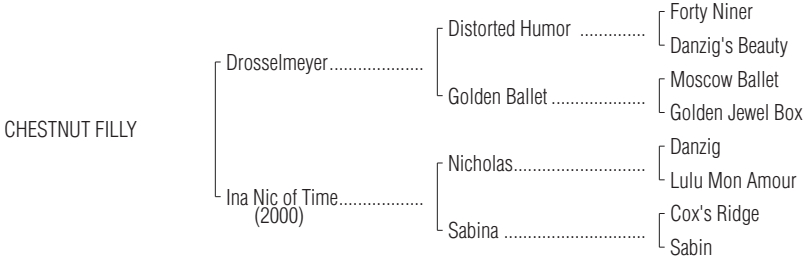 Forty Niner
Distorted Humor ..............
Danzig's Beauty
Drosselmeyer....................
Moscow Ballet
Golden Ballet ....................
Golden Jewel Box
CHESTNUT FILLY
Danzig
Nicholas............................
Lulu Mon Amour
Ina Nic of Time..................
(2000)
Cox's Ridge
Sabina ..............................
Sabin